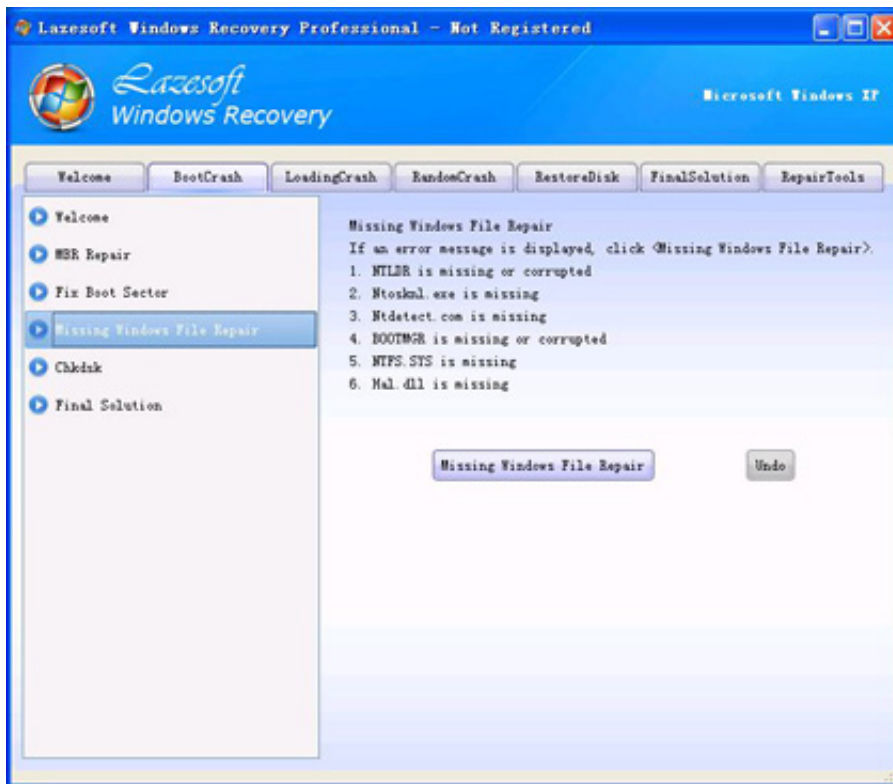 Lazesoft Windows Recovery Professional - Not Registered
Lazesoft
Windows Recovery
Microsoft Windows XP
Welcome BootCrash LoadingCrash RandomCrash RestoreDisk FinalSolution RepairTools
Welcome
MBR Repair
Fix Boot Sector
Missing Windows File Repair
Chkdsk
Final Solution
Missing Windows File Repair
If an error message is displayed, click <Missing Windows File Repair>.
1. NTLDR is missing or corrupted
2. Ntosknl.exe is missing
3. Ntdetect.com is missing
4. BOOTMGR is missing or corrupted
5. NTFS.SYS is missing
6. Hal.dll is missing
Missing Windows File Repair Undo